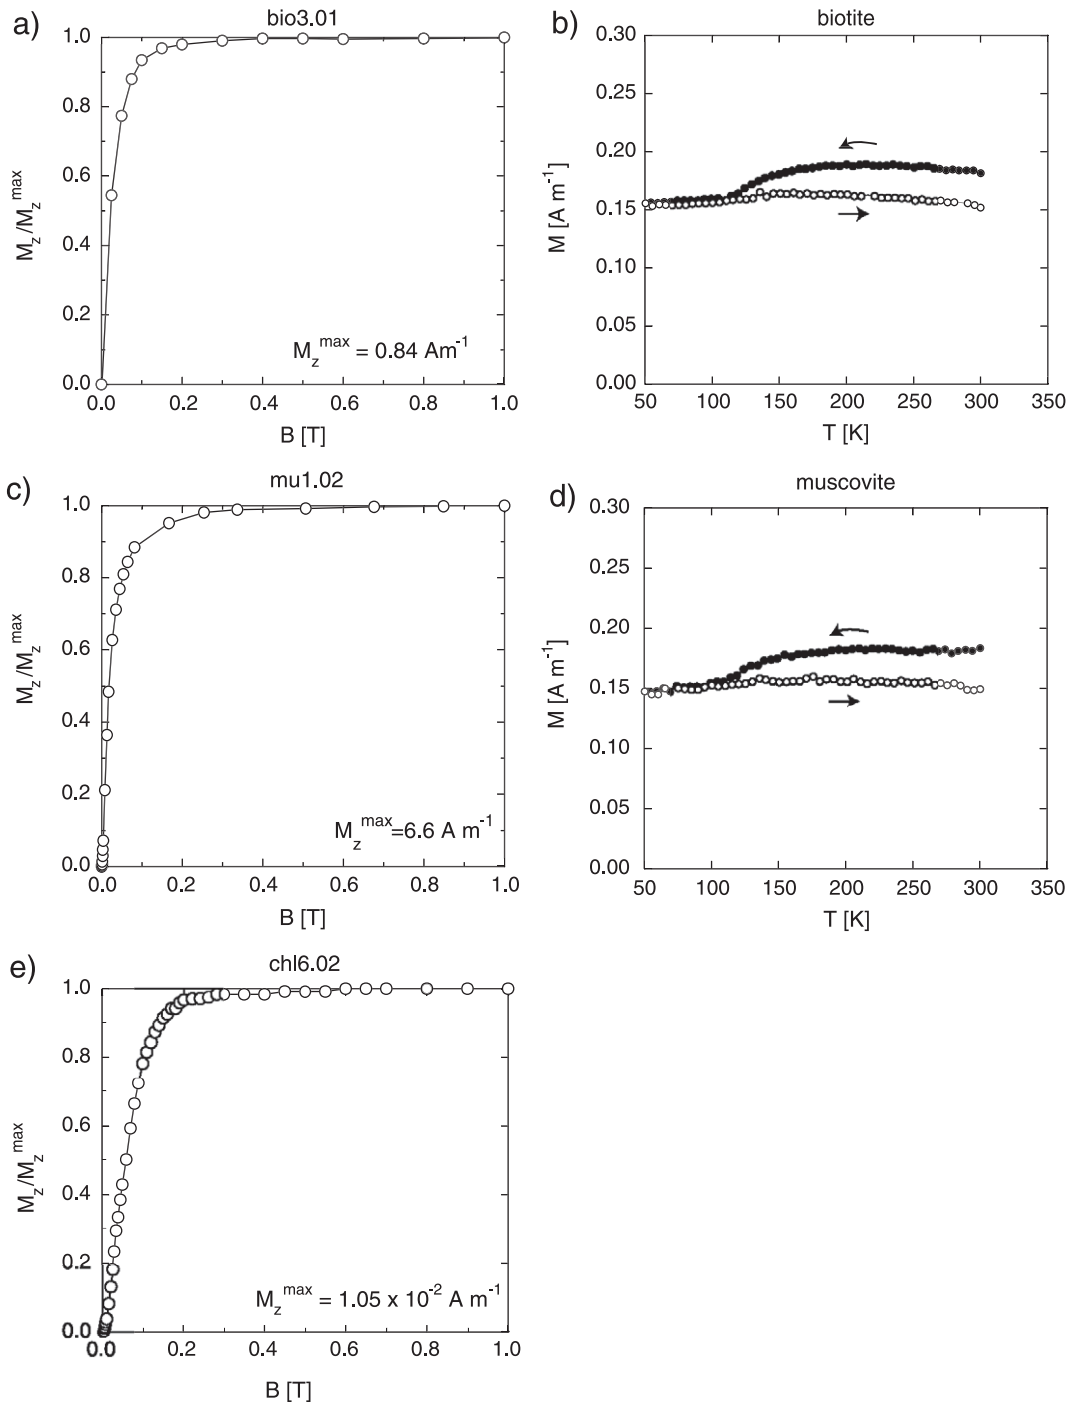 a)
bio3.01
1.0
0.8
0.6
0.4
0.2
0.0
M_z/M_z^max
M_z^max = 0.84 Am^-1
0.0 0.2 0.4 0.6 0.8 1.0
B [T]
b)
biotite
0.30
0.25
0.20
0.15
0.10
0.05
0.00
M [A m^-1]
50 100 150 200 250 300 350
T [K]
c)
mu1.02
1.0
0.8
0.6
0.4
0.2
0.0
M_z/M_z^max
M_z^max=6.6 A m^-1
0.0 0.2 0.4 0.6 0.8 1.0
B [T]
d)
muscovite
0.30
0.25
0.20
0.15
0.10
0.05
0.00
M [A m^-1]
50 100 150 200 250 300 350
T [K]
e)
chl6.02
1.0
0.8
0.6
0.4
0.2
0.0
M_z/M_z^max
M_z^max = 1.05 x 10^-2 A m^-1
0.0 0.2 0.4 0.6 0.8 1.0
B [T]